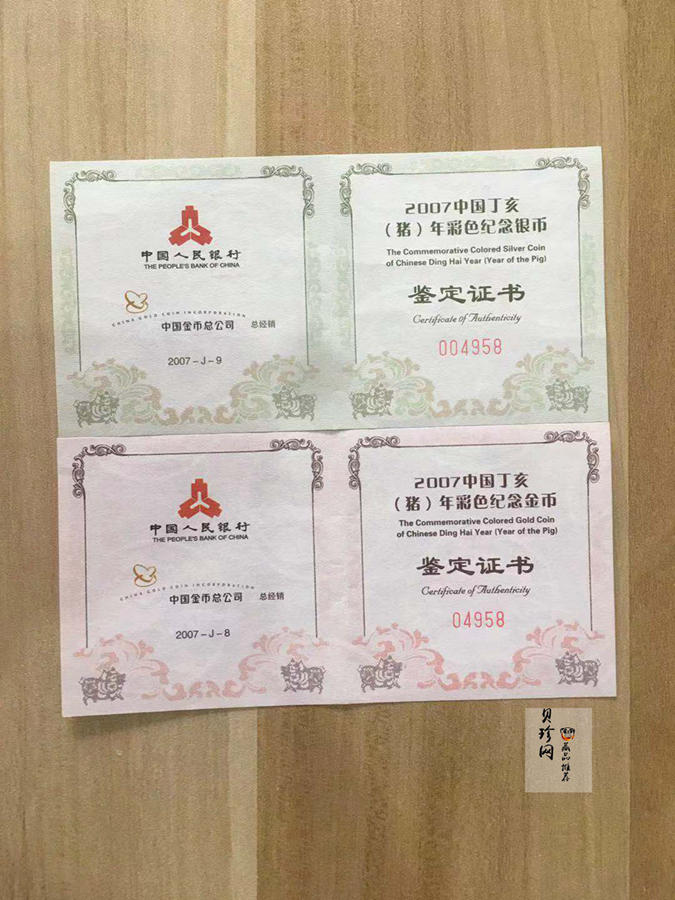 中国人民银行
THE PEOPLE'S BANK OF CHINA
CHINA GOLD COIN INCORPORATION
中国金币总公司 总经销
2007-J-9
2007中国丁亥
（猪）年彩色纪念银币
The Commemorative Colored Silver Coin
of Chinese Ding Hai Year (Year of the Pig)
鉴定证书
Certificate of Authenticity
004958
中国人民银行
THE PEOPLE'S BANK OF CHINA
CHINA GOLD COIN INCORPORATION
中国金币总公司 总经销
2007-J-8
2007中国丁亥
（猪）年彩色纪念金币
The Commemorative Colored Gold Coin
of Chinese Ding Hai Year (Year of the Pig)
鉴定证书
Certificate of Authenticity
04958
贝珍网
藏品推荐